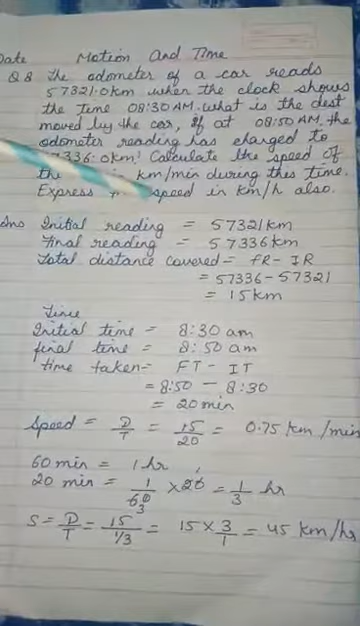 Date Motion And Time
Q8 The odometer of a car reads
57321.0km when the clock shows
the time 08:30 AM. what is the dist
moved by the car, if at 08:50 AM, the
odometer reading has changed to
336.0km? Calculate the speed of
the km/min during this time.
Express speed in km/h also.
Ans Initial reading = 57321km
Final reading = 57336km
Total distance covered = FR - IR
= 57336 - 57321
= 15km
Time
Initial time = 8:30 am
final time = 8:50 am
time taken = FT - IT
= 8:50 - 8:30
= 20 min
Speed = D/T = 15/20 = 0.75 km/min
60 min = 1 hr
20 min = 1/60 × 20 = 1/3 hr
S = D/T = 15/1/3 = 15 × 3/1 = 45 km/hr